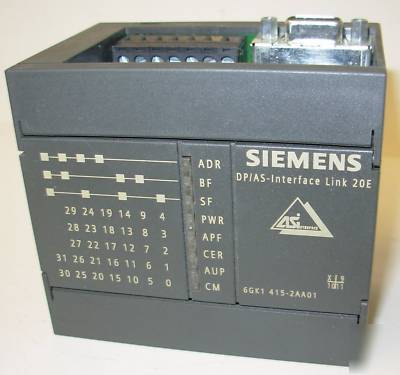 ADR
BF
SF
29 24 19 14 9 4 PWR
28 23 18 13 8 3 APF
27 22 17 12 7 2 CER
31 26 21 16 11 6 1 AUP
30 25 20 15 10 5 0 CM
SIEMENS
DP/AS-Interface Link 20E
ASi
6GK1 415-2AA01